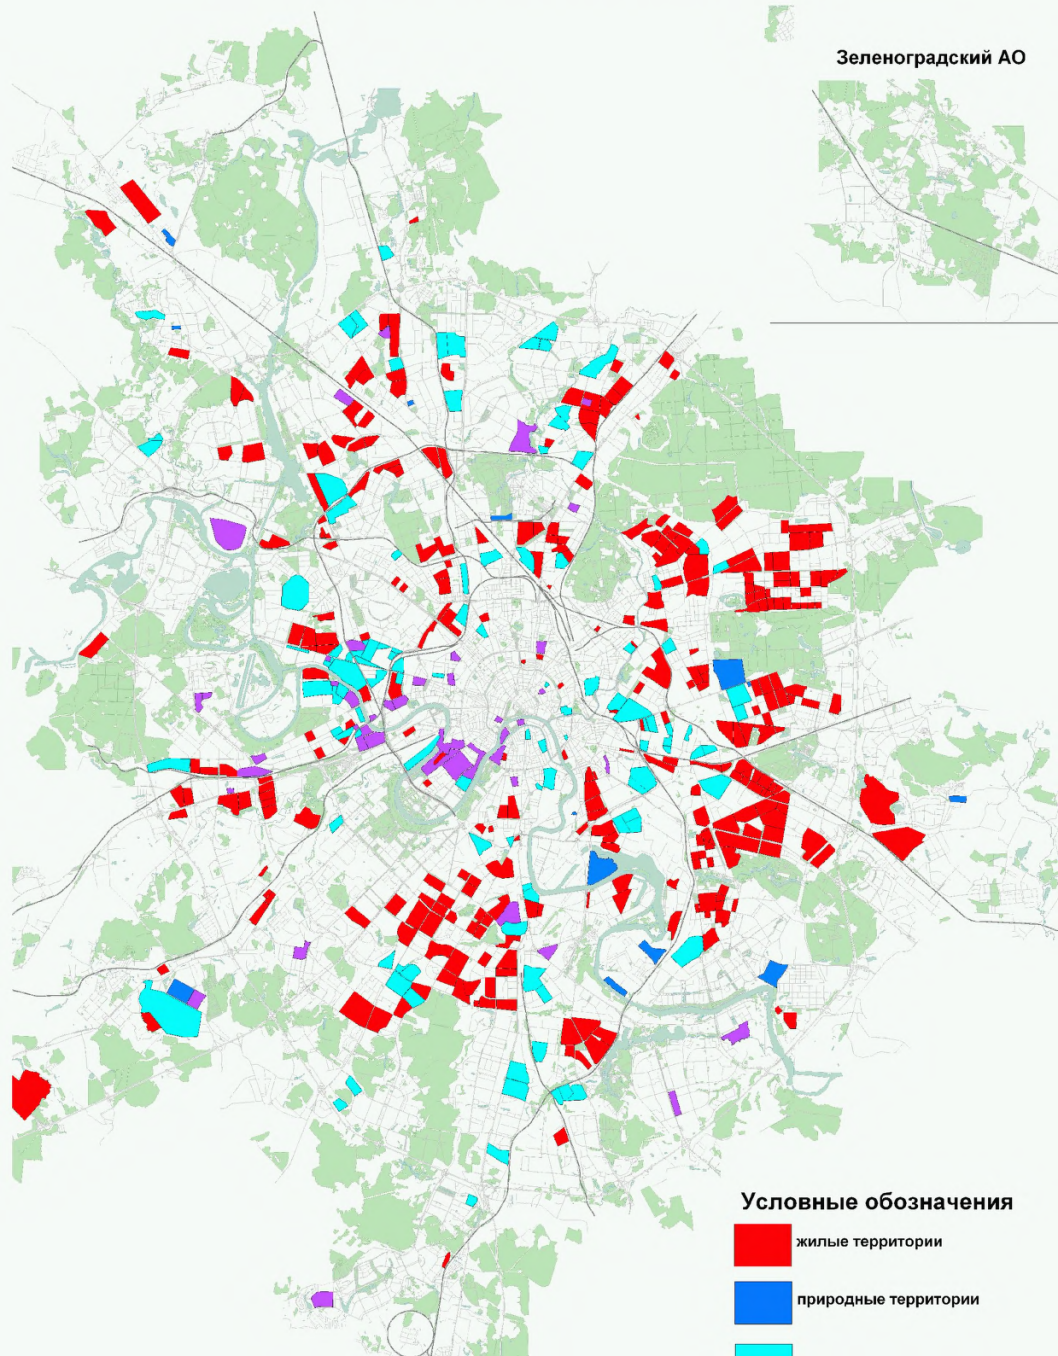 Зеленоградский АО
Условные обозначения
жилые территории
природные территории